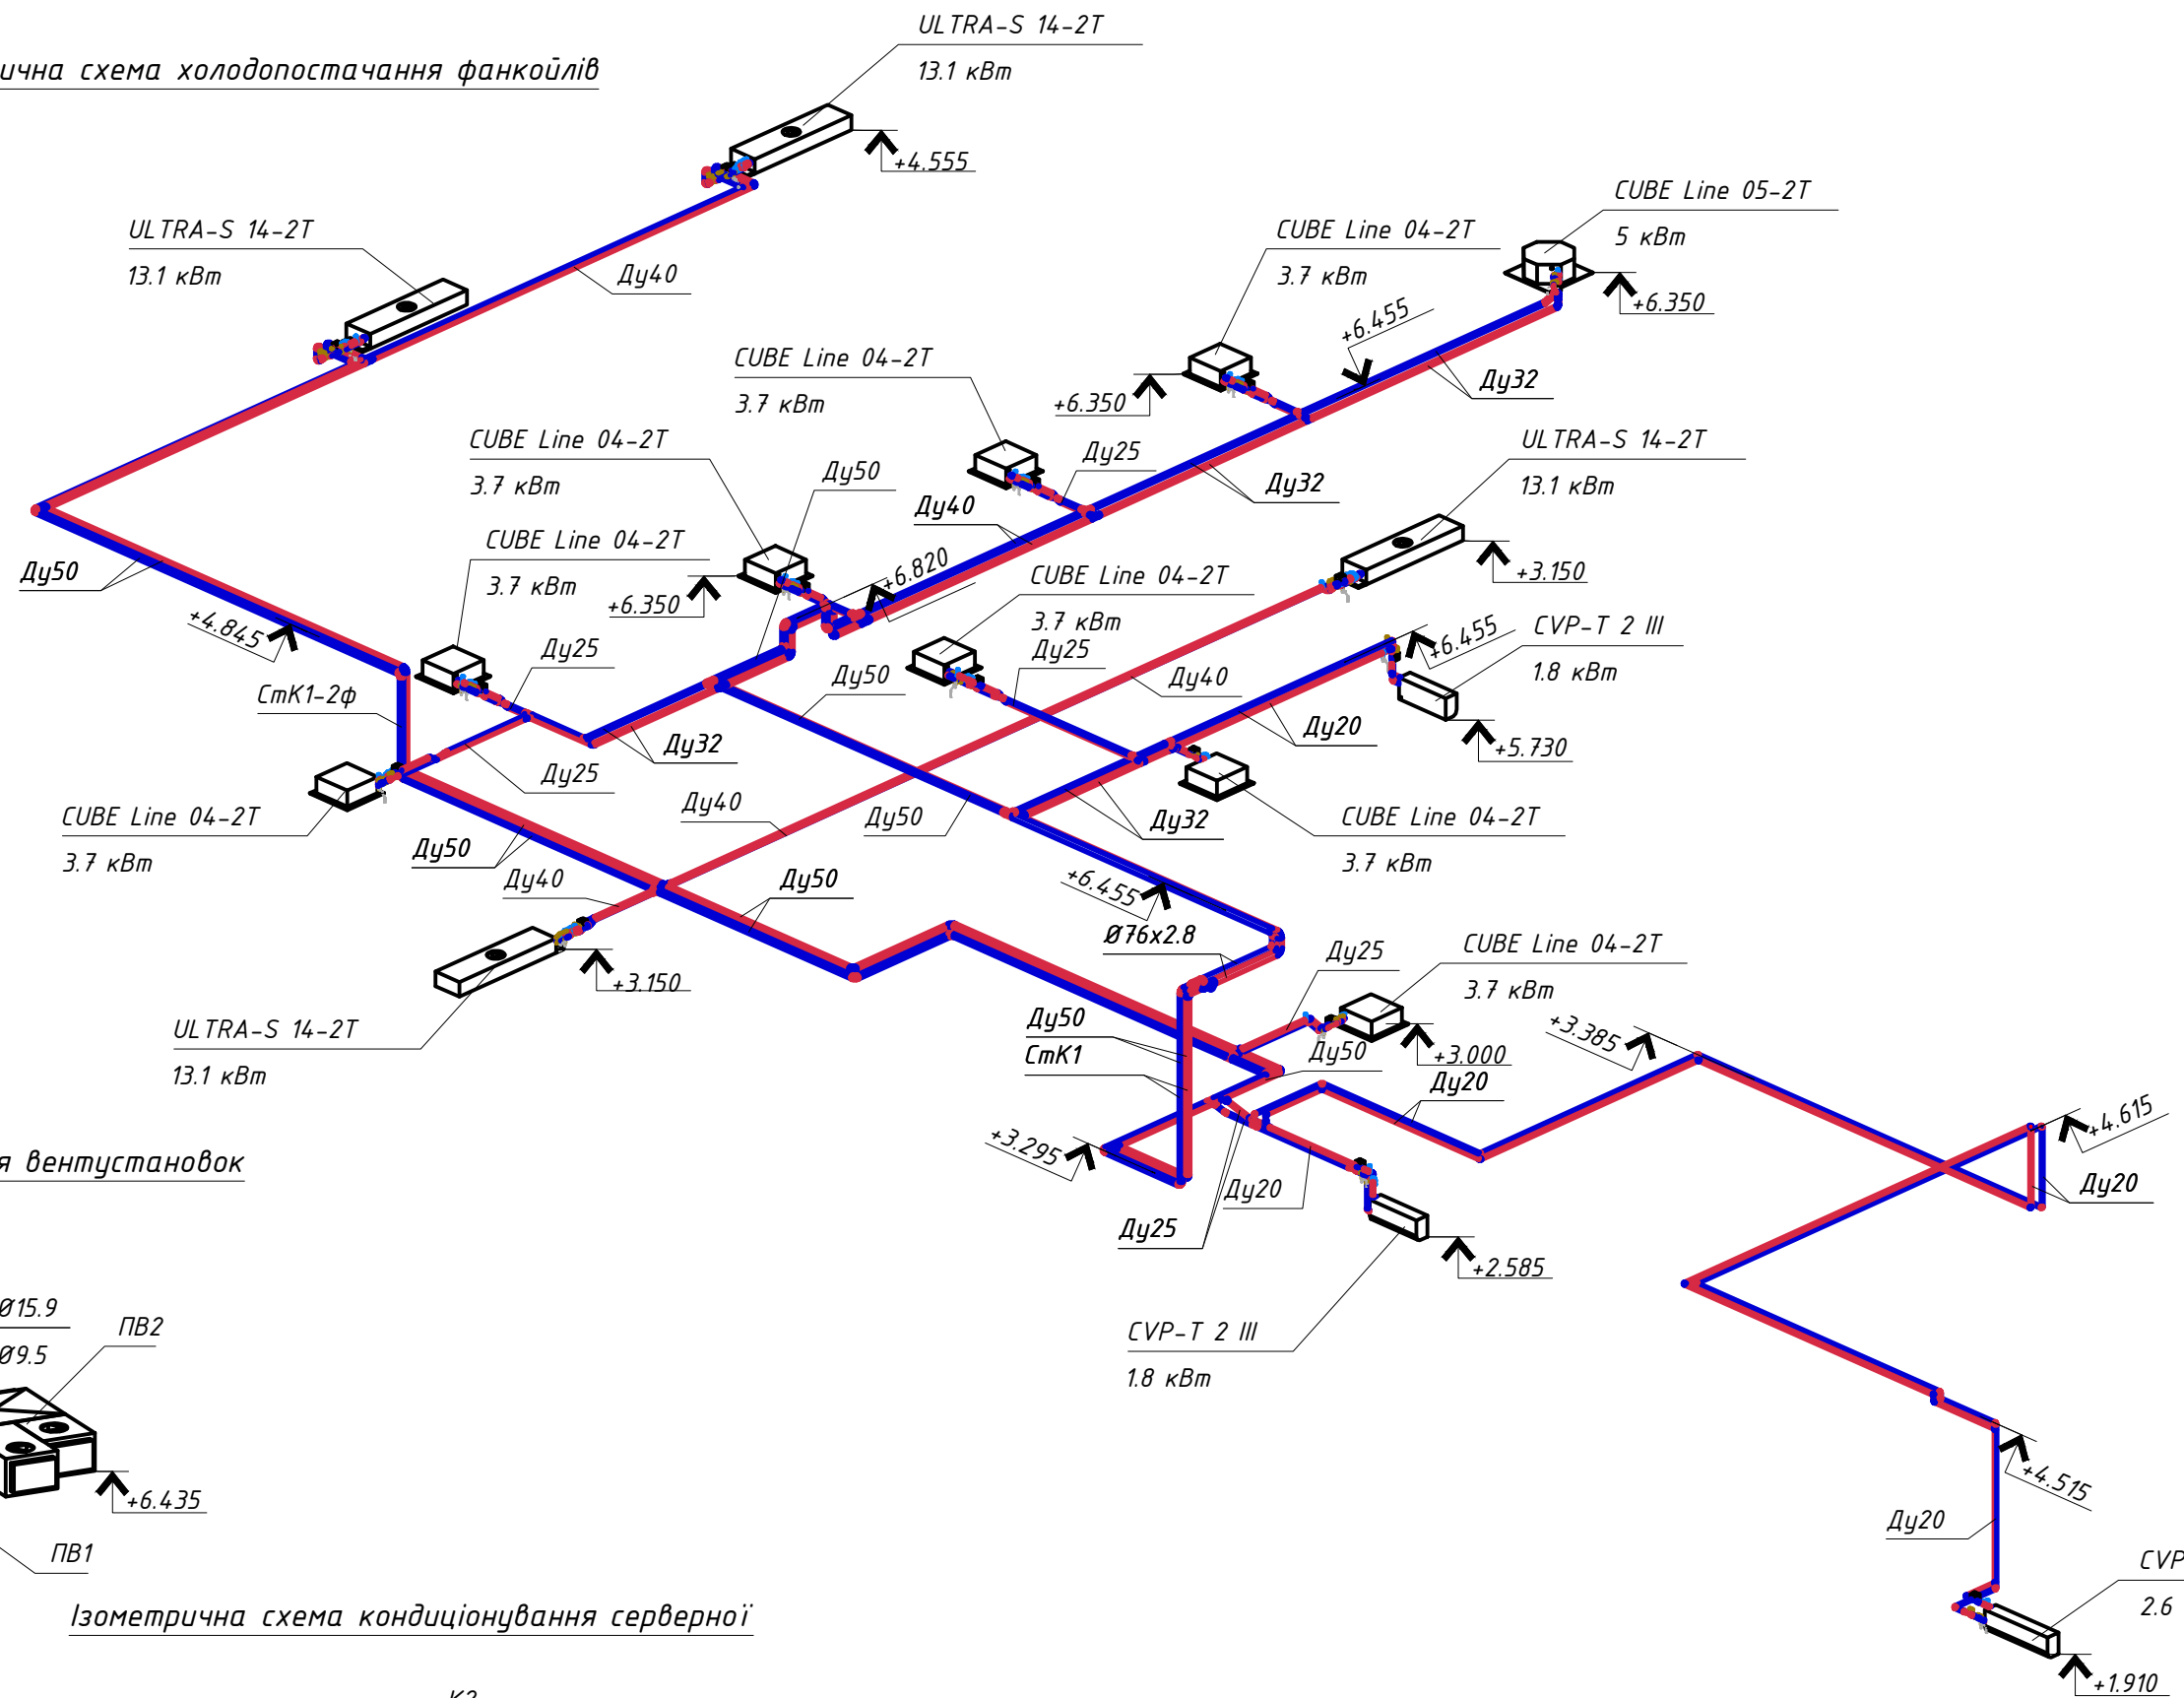 ULTRA-S 14-2T
13.1 кВт
ична схема холодопостачання фанкойлів
+4.555
ULTRA-S 14-2T
13.1 кВт
Ду40
CUBE Line 05-2T
5 кВт
+6.350
CUBE Line 04-2T
3.7 кВт
+6.455
+6.350
Ду32
CUBE Line 04-2T
3.7 кВт
Ду25
Ду32
Ду40
CUBE Line 04-2T
3.7 кВт
Ду50
+6.350
+6.820
ULTRA-S 14-2T
13.1 кВт
+3.150
CUBE Line 04-2T
3.7 кВт
Ду50
+4.845
СтК1-2ф
Ду25
CUBE Line 04-2T
3.7 кВт
Ду25
Ду40
+6.455
CVP-T 2 III
1.8 кВт
+5.730
Ду50
Ду32
Ду20
Ду25
Ду40
Ду50
Ду32
CUBE Line 04-2T
3.7 кВт
CUBE Line 04-2T
3.7 кВт
Ду50
Ду40
Ду50
+6.455
Ø76x2.8
+3.150
ULTRA-S 14-2T
13.1 кВт
Ду25
CUBE Line 04-2T
3.7 кВт
+3.000
Ду50
СтК1
Ду50
Ду20
+3.385
+3.295
Ду20
Ду25
+2.585
CVP-T 2 III
1.8 кВт
+4.615
Ду20
я вентустановок
Ø15.9
Ø9.5
ПВ2
+6.435
ПВ1
+4.515
Ду20
CVP
2.6
+1.910
Ізометрична схема кондиціонування серверної
К2